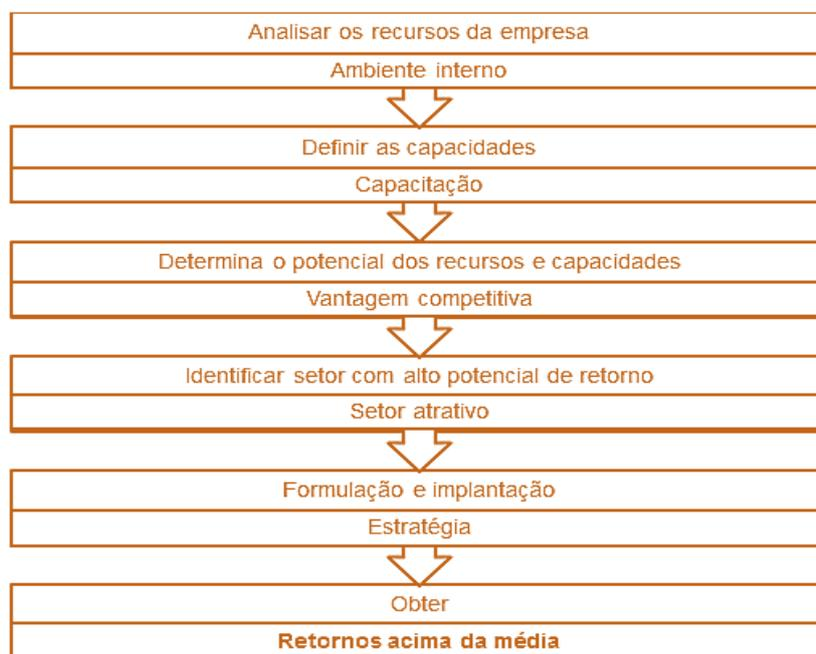 Analisar os recursos da empresa
Ambiente interno
Definir as capacidades
Capacitação
Determina o potencial dos recursos e capacidades
Vantagem competitiva
Identificar setor com alto potencial de retorno
Setor atrativo
Formulação e implantação
Estratégia
Obter
Retornos acima da média